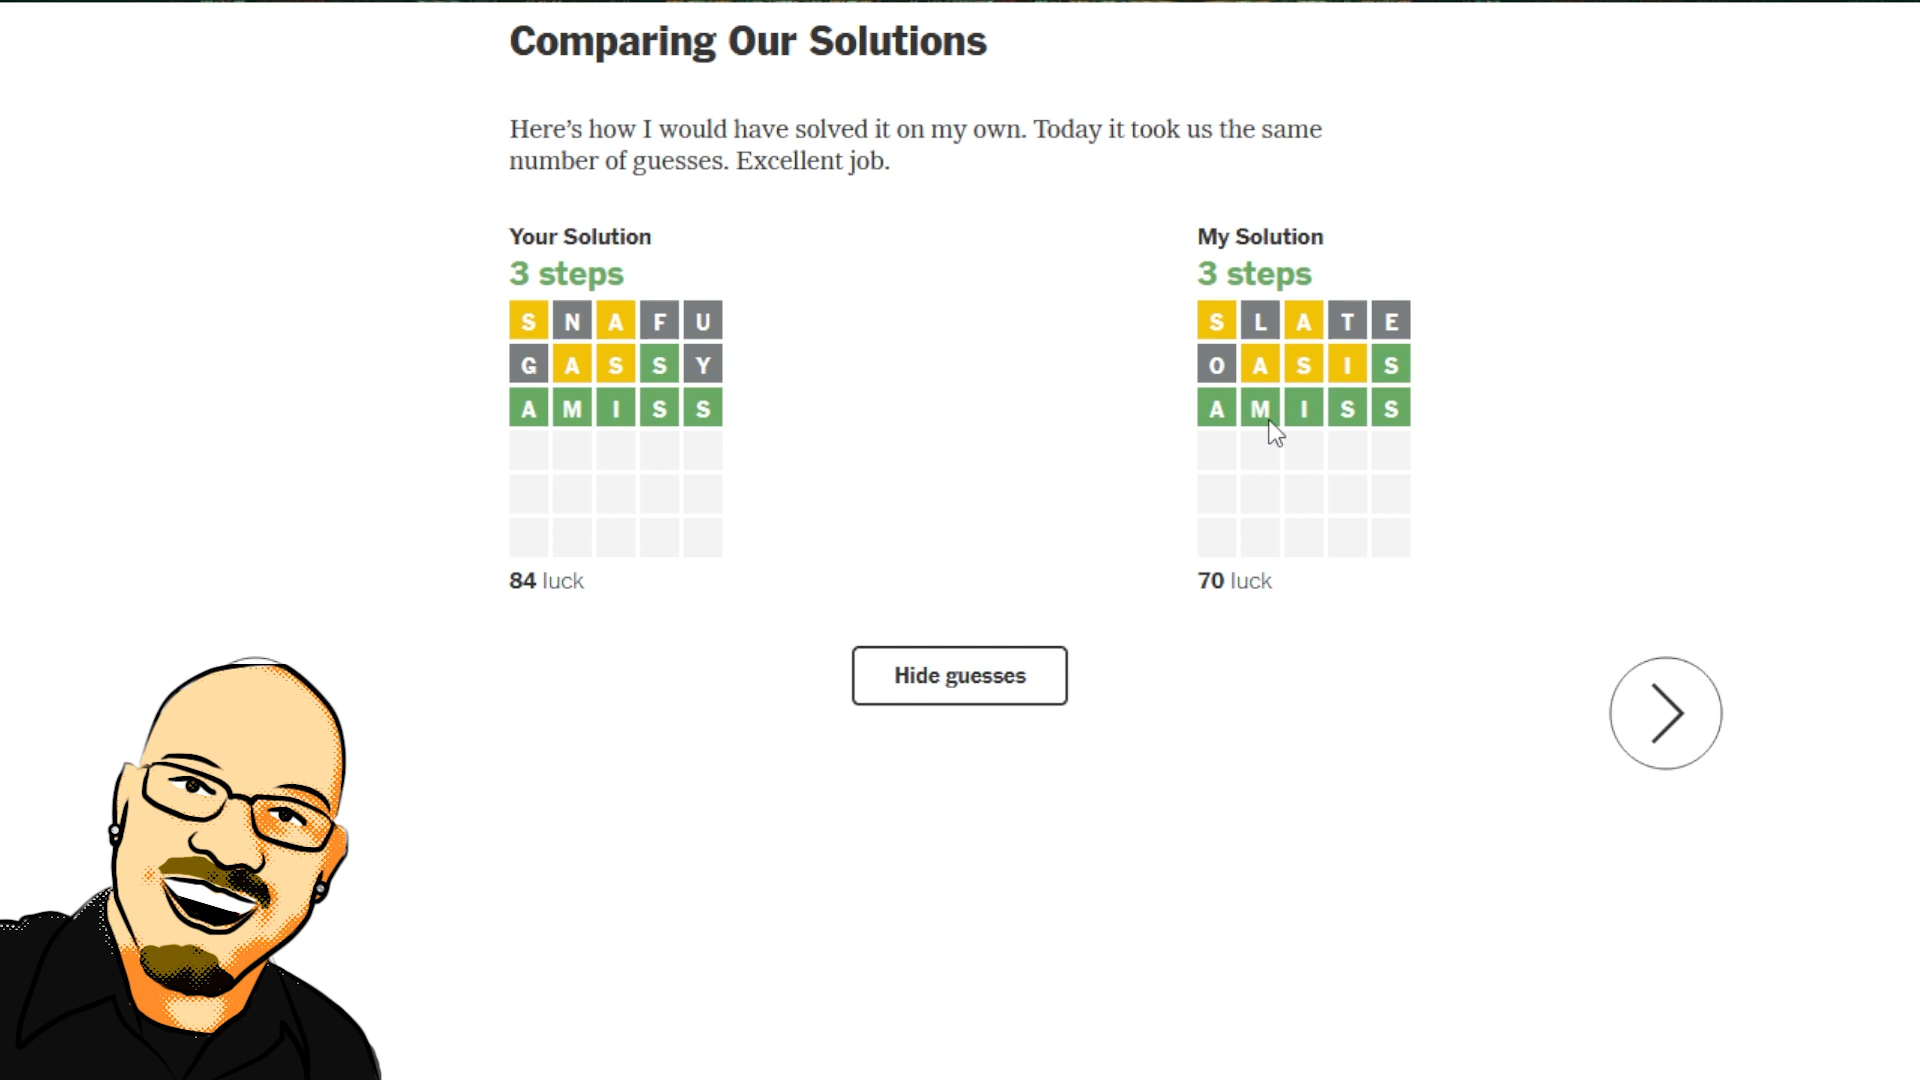 Comparing Our Solutions
Here's how I would have solved it on my own. Today it took us the same
number of guesses. Excellent job.
Your Solution
3 steps
S N A F U
G A S S Y
A M I S S
84 luck
My Solution
3 steps
S L A T E
O A S I S
A M I S S
70 luck
Hide guesses